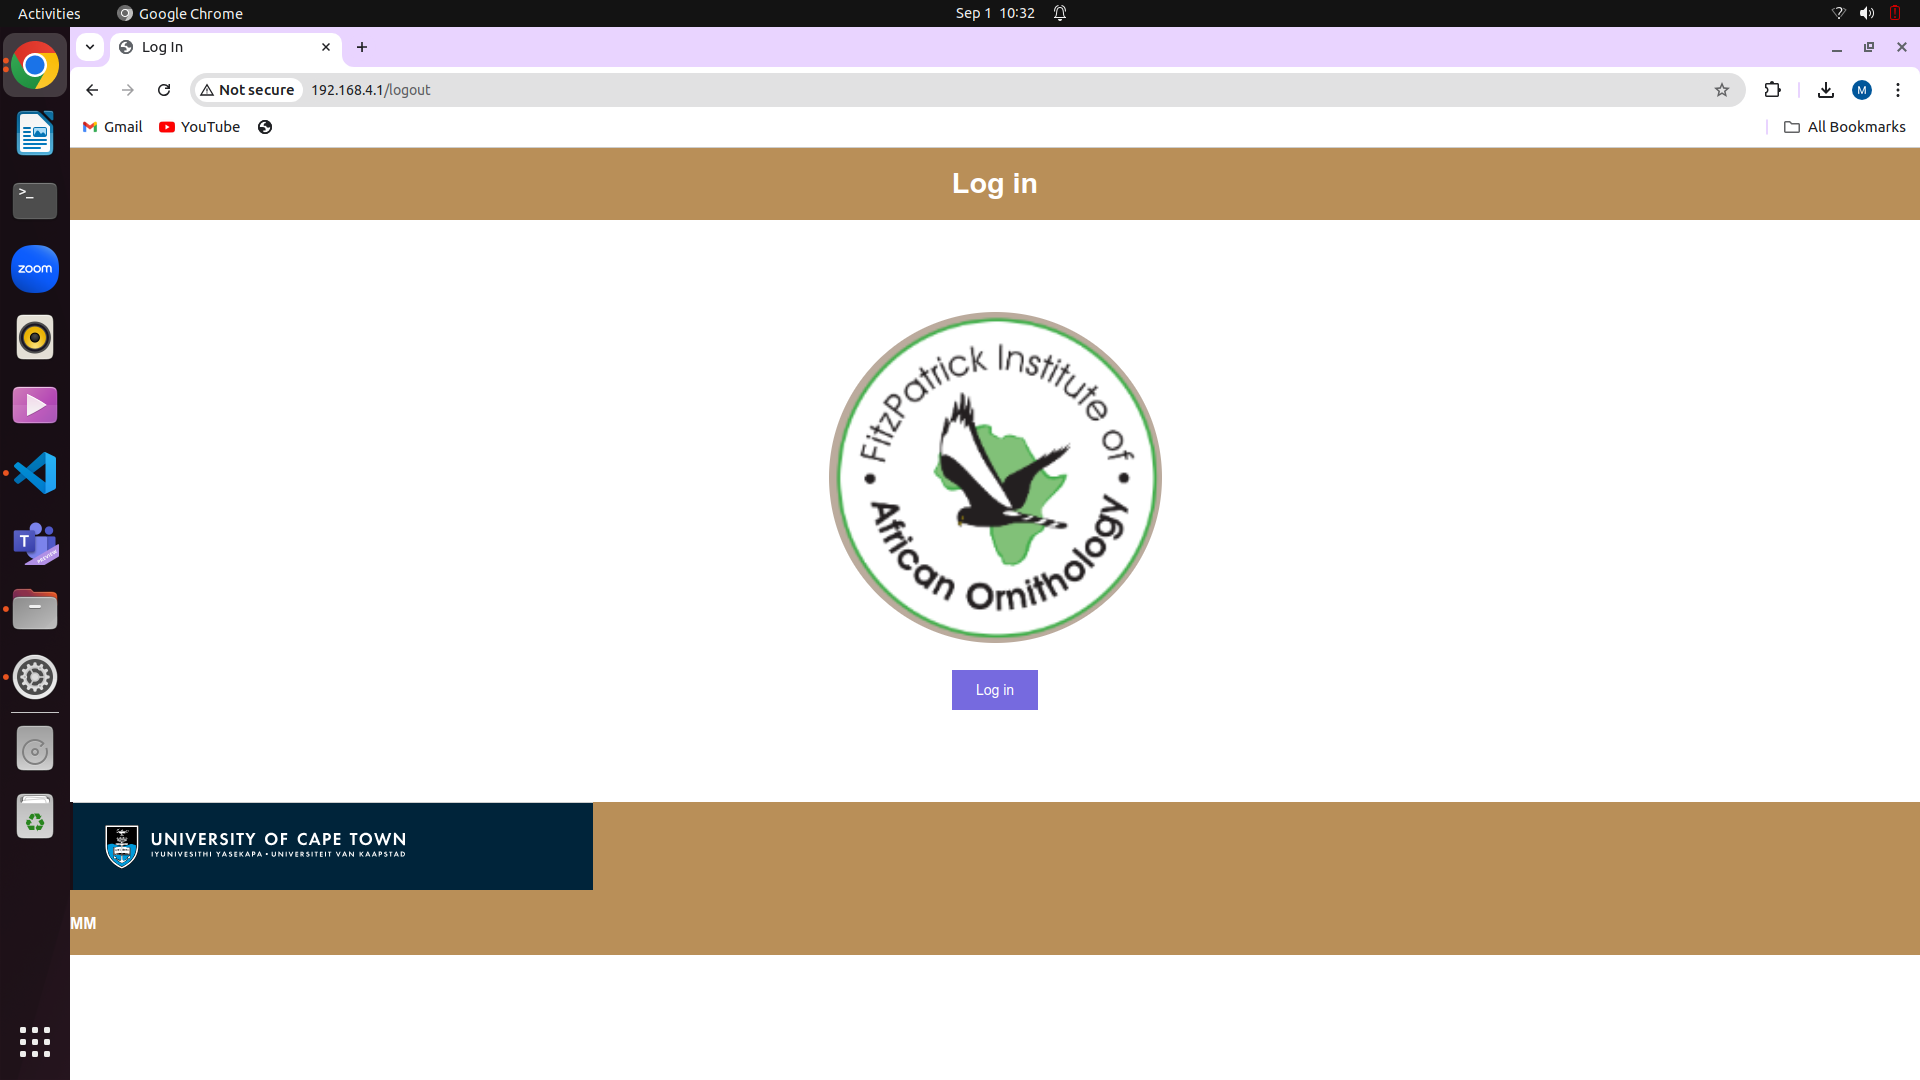 Activities
Google Chrome
Sep 1 10:32
Log In
Not secure
192.168.4.1/logout
M
Gmail
YouTube
All Bookmarks
>_
zoom
T
PREVIEW
Log in
FitzPatrick Institute of
African Ornithology
Log in
UNIVERSITY OF CAPE TOWN
IYUNIVESITHI YASEKAPA • UNIVERSITEIT VAN KAAPSTAD
MM